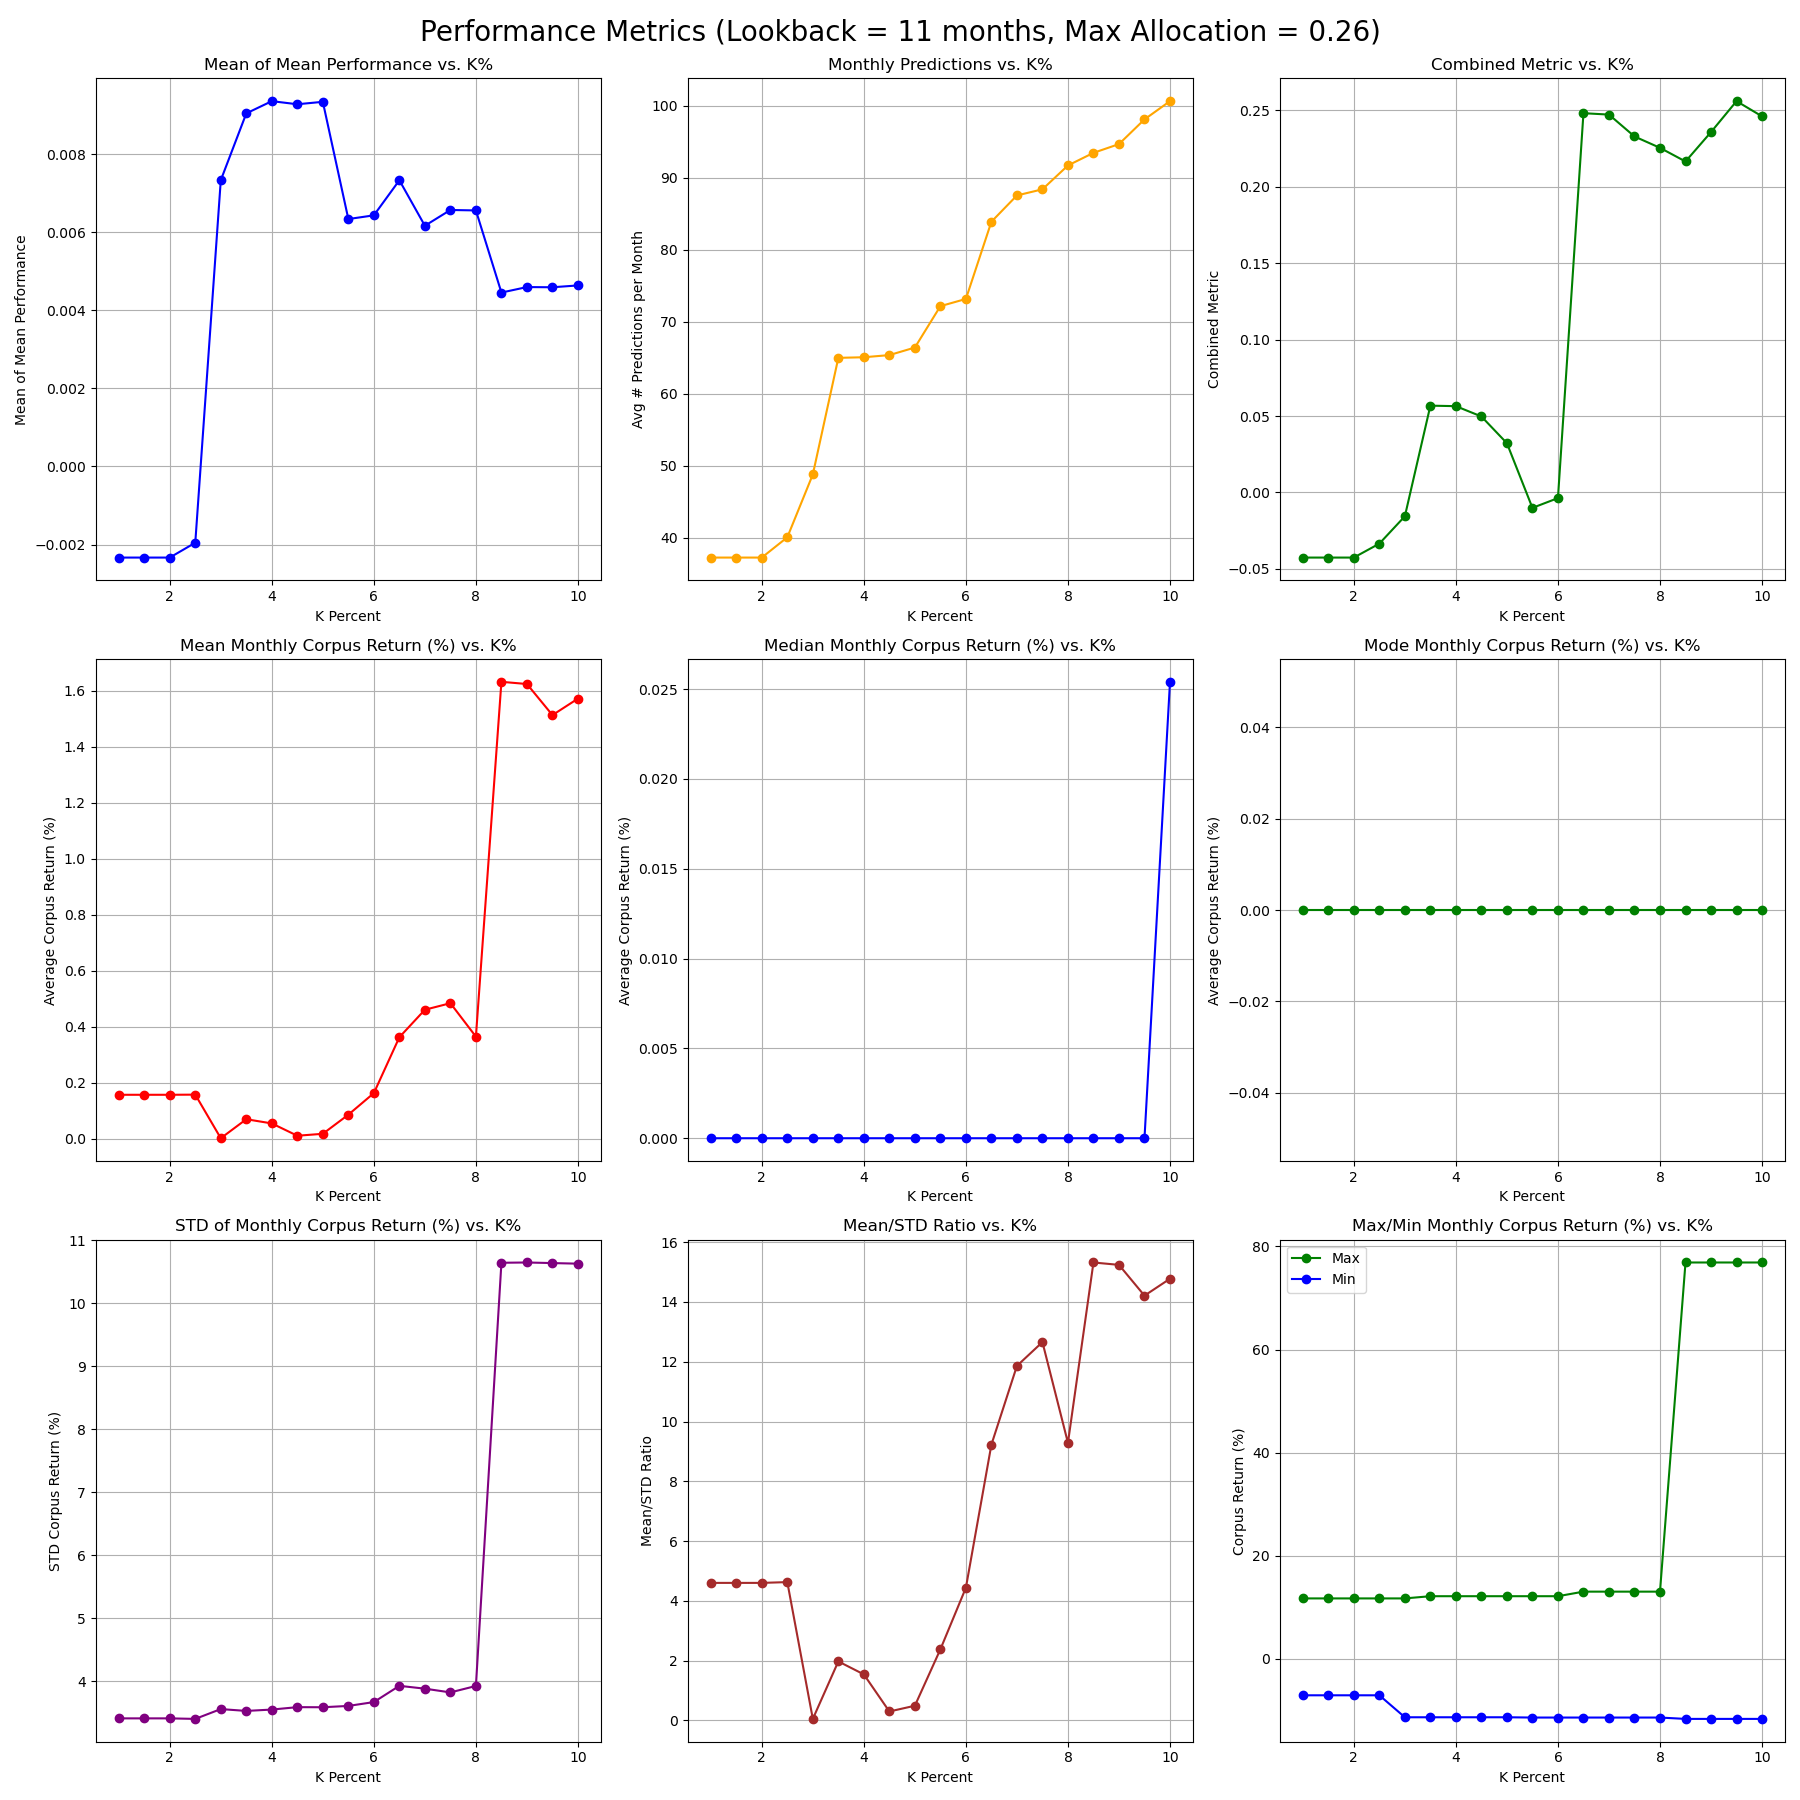 Performance Metrics (Lookback = 11 months, Max Allocation = 0.26)
Mean of Mean Performance vs. K%
Mean of Mean Performance
0.008
0.006
0.004
0.002
0.000
−0.002
2 4 6 8 10
K Percent
Monthly Predictions vs. K%
Avg # Predictions per Month
100
90
80
70
60
50
40
2 4 6 8 10
K Percent
Combined Metric vs. K%
Combined Metric
0.25
0.20
0.15
0.10
0.05
0.00
−0.05
2 4 6 8 10
K Percent
Mean Monthly Corpus Return (%) vs. K%
Average Corpus Return (%)
1.6
1.4
1.2
1.0
0.8
0.6
0.4
0.2
0.0
2 4 6 8 10
K Percent
Median Monthly Corpus Return (%) vs. K%
Average Corpus Return (%)
0.025
0.020
0.015
0.010
0.005
0.000
2 4 6 8 10
K Percent
Mode Monthly Corpus Return (%) vs. K%
Average Corpus Return (%)
0.04
0.02
0.00
−0.02
−0.04
2 4 6 8 10
K Percent
STD of Monthly Corpus Return (%) vs. K%
STD Corpus Return (%)
11
10
9
8
7
6
5
4
2 4 6 8 10
K Percent
Mean/STD Ratio vs. K%
Mean/STD Ratio
16
14
12
10
8
6
4
2
0
2 4 6 8 10
K Percent
Max/Min Monthly Corpus Return (%) vs. K%
Corpus Return (%)
Max
Min
80
60
40
20
0
2 4 6 8 10
K Percent